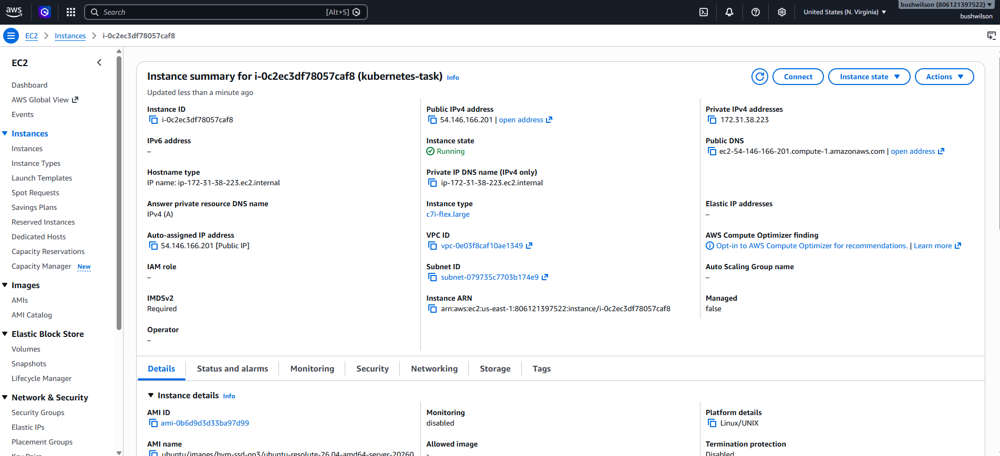 aws
Search [Alt+S]
United States (N. Virginia)
bushwilson (806121397522)
bushwilson
EC2 Instances i-0c2ec3df78057caf8
EC2
Dashboard
AWS Global View
Events
Instances
Instances
Instance Types
Launch Templates
Spot Requests
Savings Plans
Reserved Instances
Dedicated Hosts
Capacity Reservations
Capacity Manager New
Images
AMIs
AMI Catalog
Elastic Block Store
Volumes
Snapshots
Lifecycle Manager
Network & Security
Security Groups
Elastic IPs
Placement Groups
Key Pairs
Instance summary for i-0c2ec3df78057caf8 (kubernetes-task) Info
Updated less than a minute ago
Connect
Instance state
Actions
Instance ID
i-0c2ec3df78057caf8
Public IPv4 address
54.146.166.201 | open address
Private IPv4 addresses
172.31.38.223
IPv6 address
–
Instance state
Running
Public DNS
ec2-54-146-166-201.compute-1.amazonaws.com | open address
Hostname type
IP name: ip-172-31-38-223.ec2.internal
Private IP DNS name (IPv4 only)
ip-172-31-38-223.ec2.internal
Answer private resource DNS name
IPv4 (A)
Instance type
c7i-flex.large
Elastic IP addresses
–
Auto-assigned IP address
54.146.166.201 [Public IP]
VPC ID
vpc-0e03f8caf10ae1349
AWS Compute Optimizer finding
Opt-in to AWS Compute Optimizer for recommendations. | Learn more
IAM role
–
Subnet ID
subnet-079735c7703b174e9
Auto Scaling Group name
–
IMDSv2
Required
Instance ARN
arn:aws:ec2:us-east-1:806121397522:instance/i-0c2ec3df78057caf8
Managed
false
Operator
–
Details
Status and alarms
Monitoring
Security
Networking
Storage
Tags
Instance details Info
AMI ID
ami-0b6d9d3d33ba97d99
Monitoring
disabled
Platform details
Linux/UNIX
AMI name
ubuntu/images/hvm-ssd-gp3/ubuntu-resolute-26.04-amd64-server-20260
Allowed image
-
Termination protection
Disabled